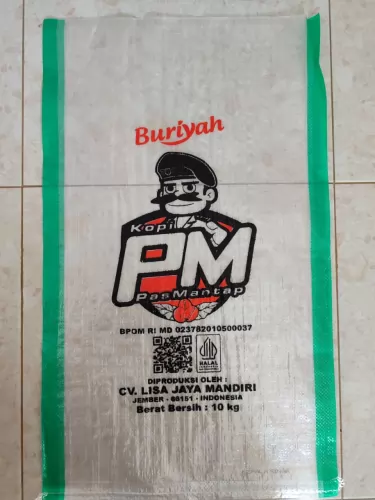 Buriyah
Kopi
PM
PasMantap
BPOM RI MD 023782010500037
HALAL
DIPRODUKSI OLEH :
CV. LISA JAYA MANDIRI
JEMBER - 68151 - INDONESIA
Berat Bersih : 10 kg